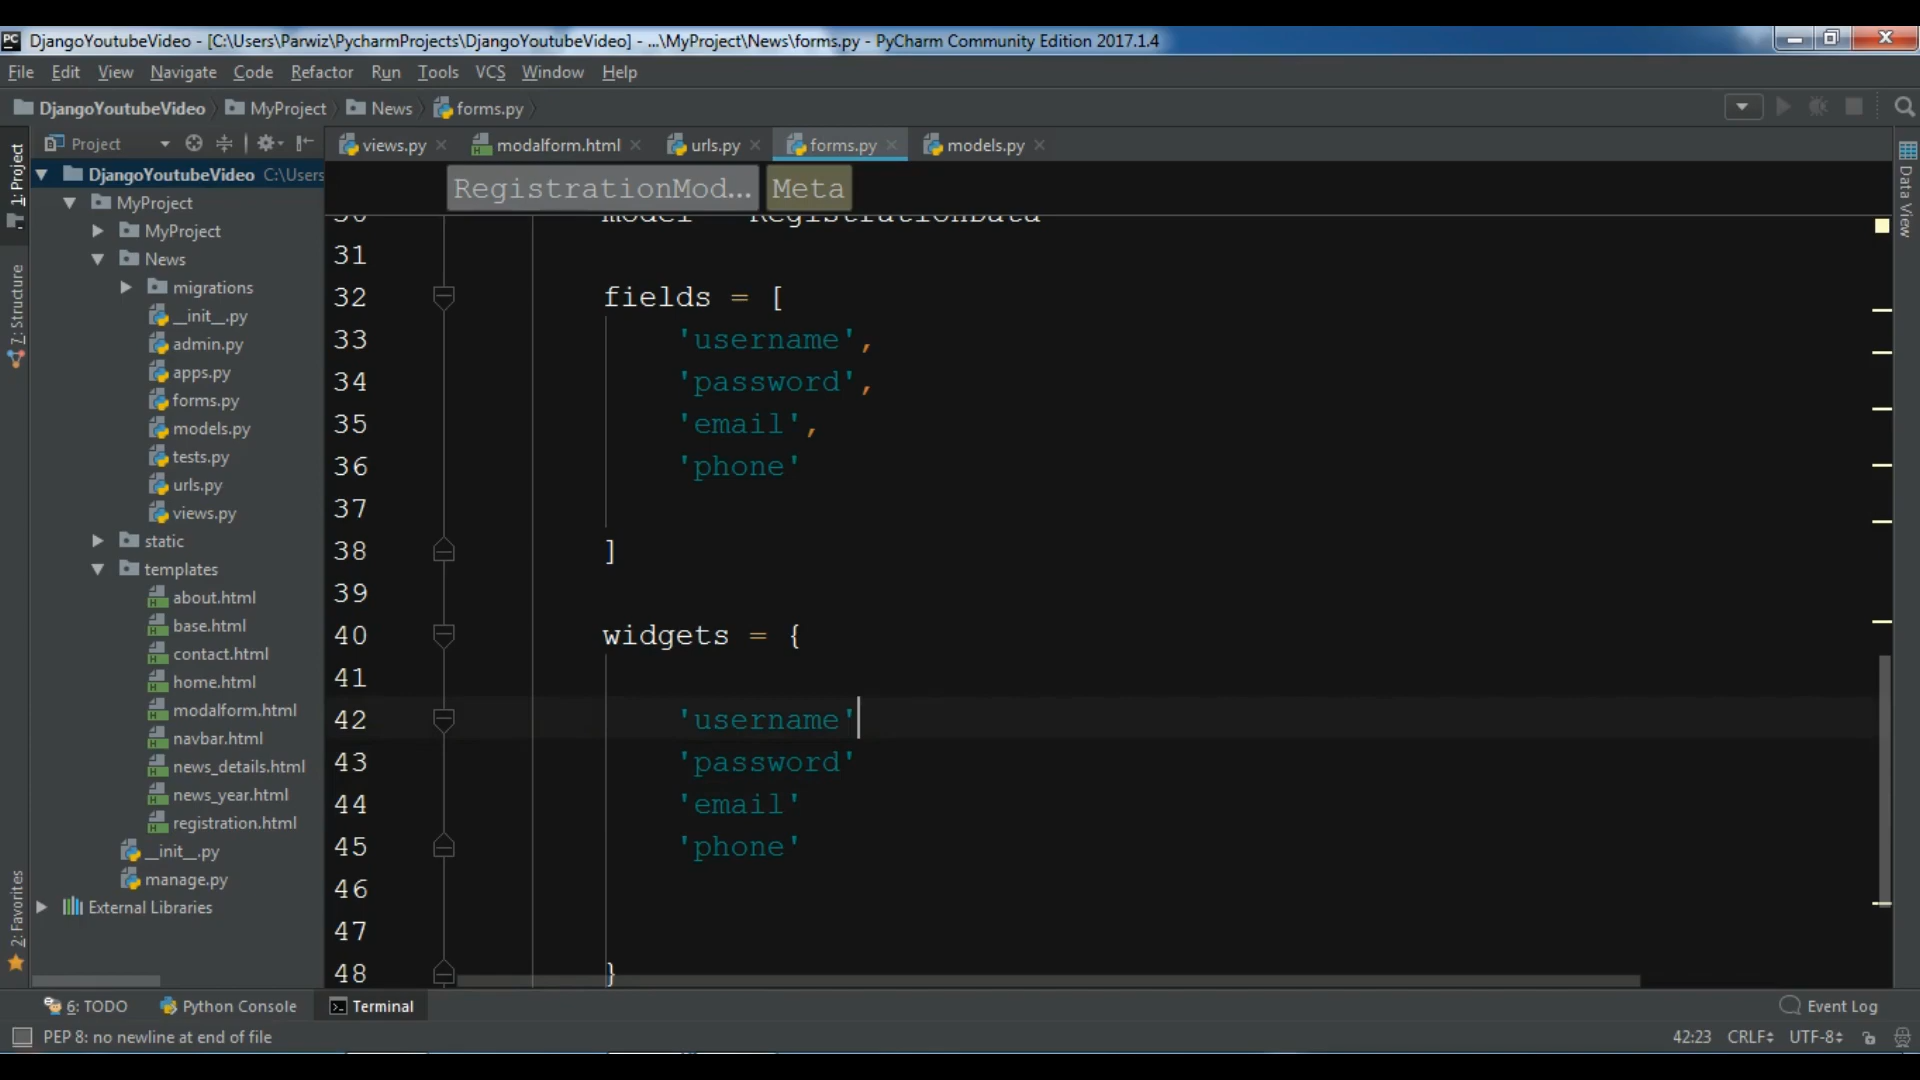 PC DjangoYoutubeVideo - [C:\Users\Parwiz\PycharmProjects\DjangoYoutubeVideo] - ...\MyProject\News\forms.py - PyCharm Community Edition 2017.1.4
File Edit View Navigate Code Refactor Run Tools VCS Window Help
DjangoYoutubeVideo MyProject News forms.py
Project views.py modalform.html urls.py forms.py models.py
RegistrationMod... Meta
1: Project
7: Structure
2: Favorites
Data View
DjangoYoutubeVideo C:\Users
MyProject
MyProject
News
migrations
__init__.py
admin.py
apps.py
forms.py
models.py
tests.py
urls.py
views.py
static
templates
about.html
base.html
contact.html
home.html
modalform.html
navbar.html
news_details.html
news_year.html
registration.html
__init__.py
manage.py
External Libraries
30 model = RegistrationData
31
32 fields = [
33 'username',
34 'password',
35 'email',
36 'phone'
37
38 ]
39
40 widgets = {
41
42 'username'
43 'password'
44 'email'
45 'phone'
46
47
48 }
6: TODO Python Console Terminal Event Log
PEP 8: no newline at end of file 42:23 CRLF UTF-8